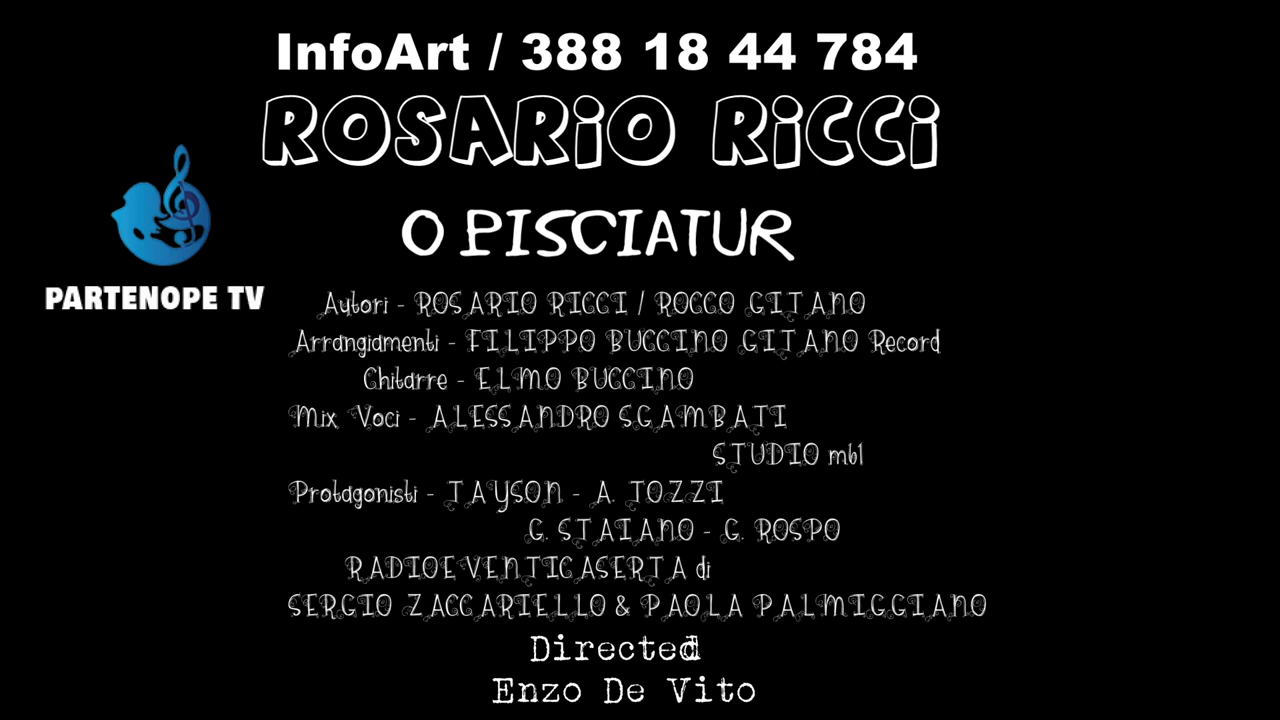 InfoArt / 388 18 44 784
ROSARiO RiCCi
O PISCIATUR
PARTENOPE TV
Autori - ROSARIO RICCI / ROCCO GITANO
Arrangiamenti - FILIPPO BUCCINO GITANO Record
Chitarre - ELMO BUCCINO
Mix Voci - ALESSANDRO SGAMBATI
STUDIO mb1
Protagonisti - TAYSON - A. TOZZI
G. STAIANO - G. ROSPO
RADIOEVENTICASERTA di
SERGIO ZACCARIELLO & PAOLA PALMIGGIANO
Directed
Enzo De Vito